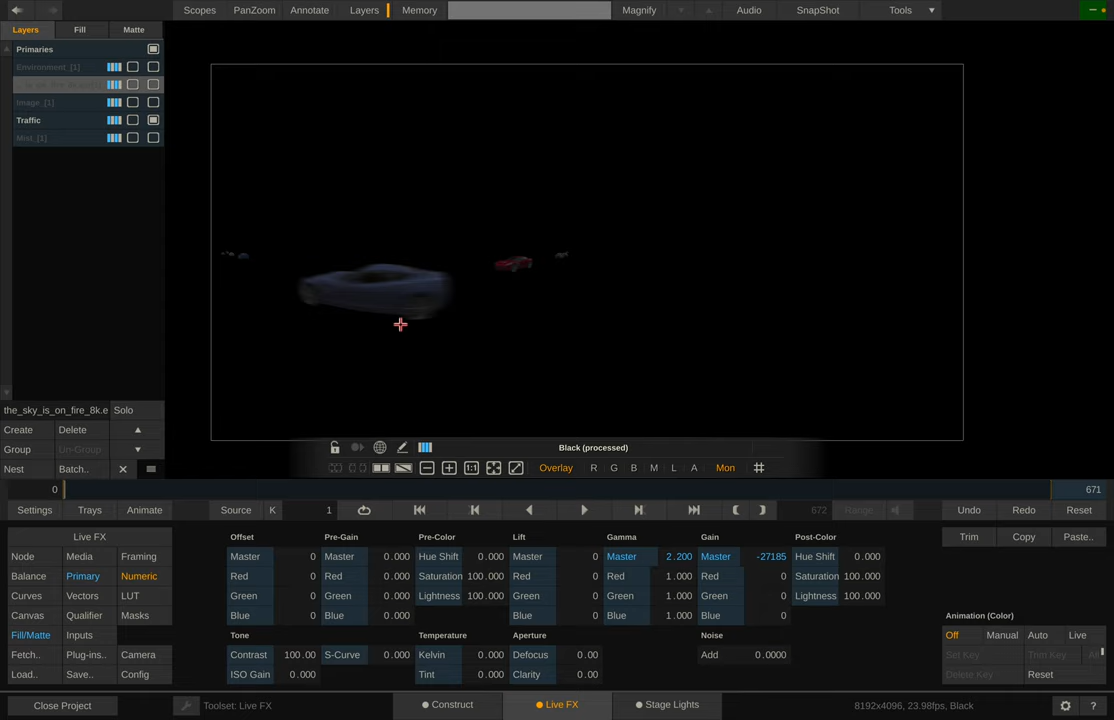 Scopes PanZoom Annotate Layers Memory Magnify Audio SnapShot Tools
Layers Fill Matte
Primaries
Environment [1]
Image [1]
Traffic
Mist [1]
the_sky_is_on_fire_8k.e Solo
Create Delete
Group Un-Group
Nest Batch..
Black (processed)
1:1 Overlay R G B M L A Mon
0 671
Settings Trays Animate Source K 1 672 Range Undo Redo Reset
Live FX Offset Pre-Gain Pre-Color Lift Gamma Gain Post-Color Trim Copy Paste..
Node Media Framing Master 0 Master 0.000 Hue Shift 0.000 Master 0 Master 2.200 Master -27185 Hue Shift 0.000
Balance Primary Numeric Red 0 Red 0.000 Saturation 100.000 Red 0 Red 1.000 Red 0 Saturation 100.000
Curves Vectors LUT Green 0 Green 0.000 Lightness 100.000 Green 0 Green 1.000 Green 0 Lightness 100.000
Canvas Qualifier Masks Blue 0 Blue 0.000 Blue 0 Blue 1.000 Blue 0 Animation (Color)
Fill/Matte Inputs Tone Temperature Aperture Noise Off Manual Auto Live
Fetch.. Plug-ins.. Camera Contrast 100.00 S-Curve 0.000 Kelvin 0.000 Defocus 0.00 Add 0.0000 Set Key Trim Key
Load.. Save.. Config ISO Gain 0.000 Tint 0.000 Clarity 0.00 Delete Key Reset
Close Project Toolset: Live FX Construct Live FX Stage Lights 8192x4096, 23.98fps, Black ?